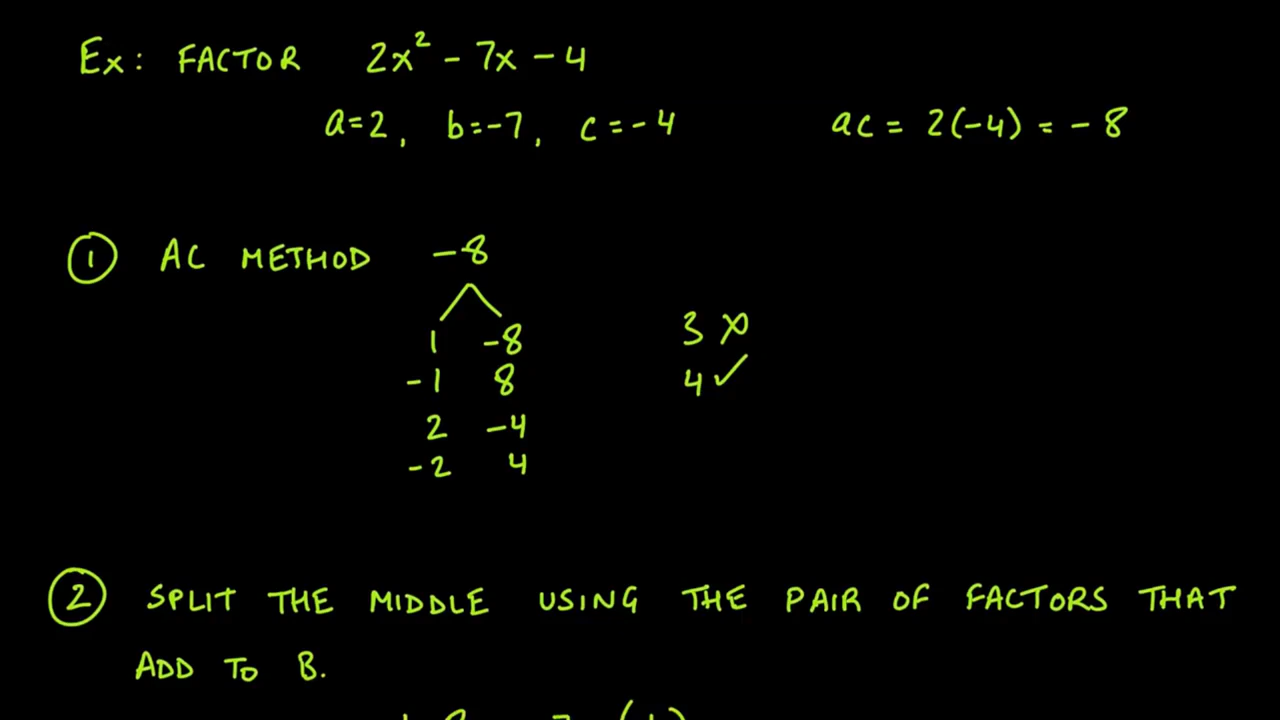 Ex: FACTOR 2x² - 7x - 4
a=2, b=-7, c=-4 ac = 2(-4) = -8
① AC METHOD -8
1 -8 3 X
-1 8 4 ✓
2 -4
-2 4
② SPLIT THE MIDDLE USING THE PAIR OF FACTORS THAT
ADD TO B.